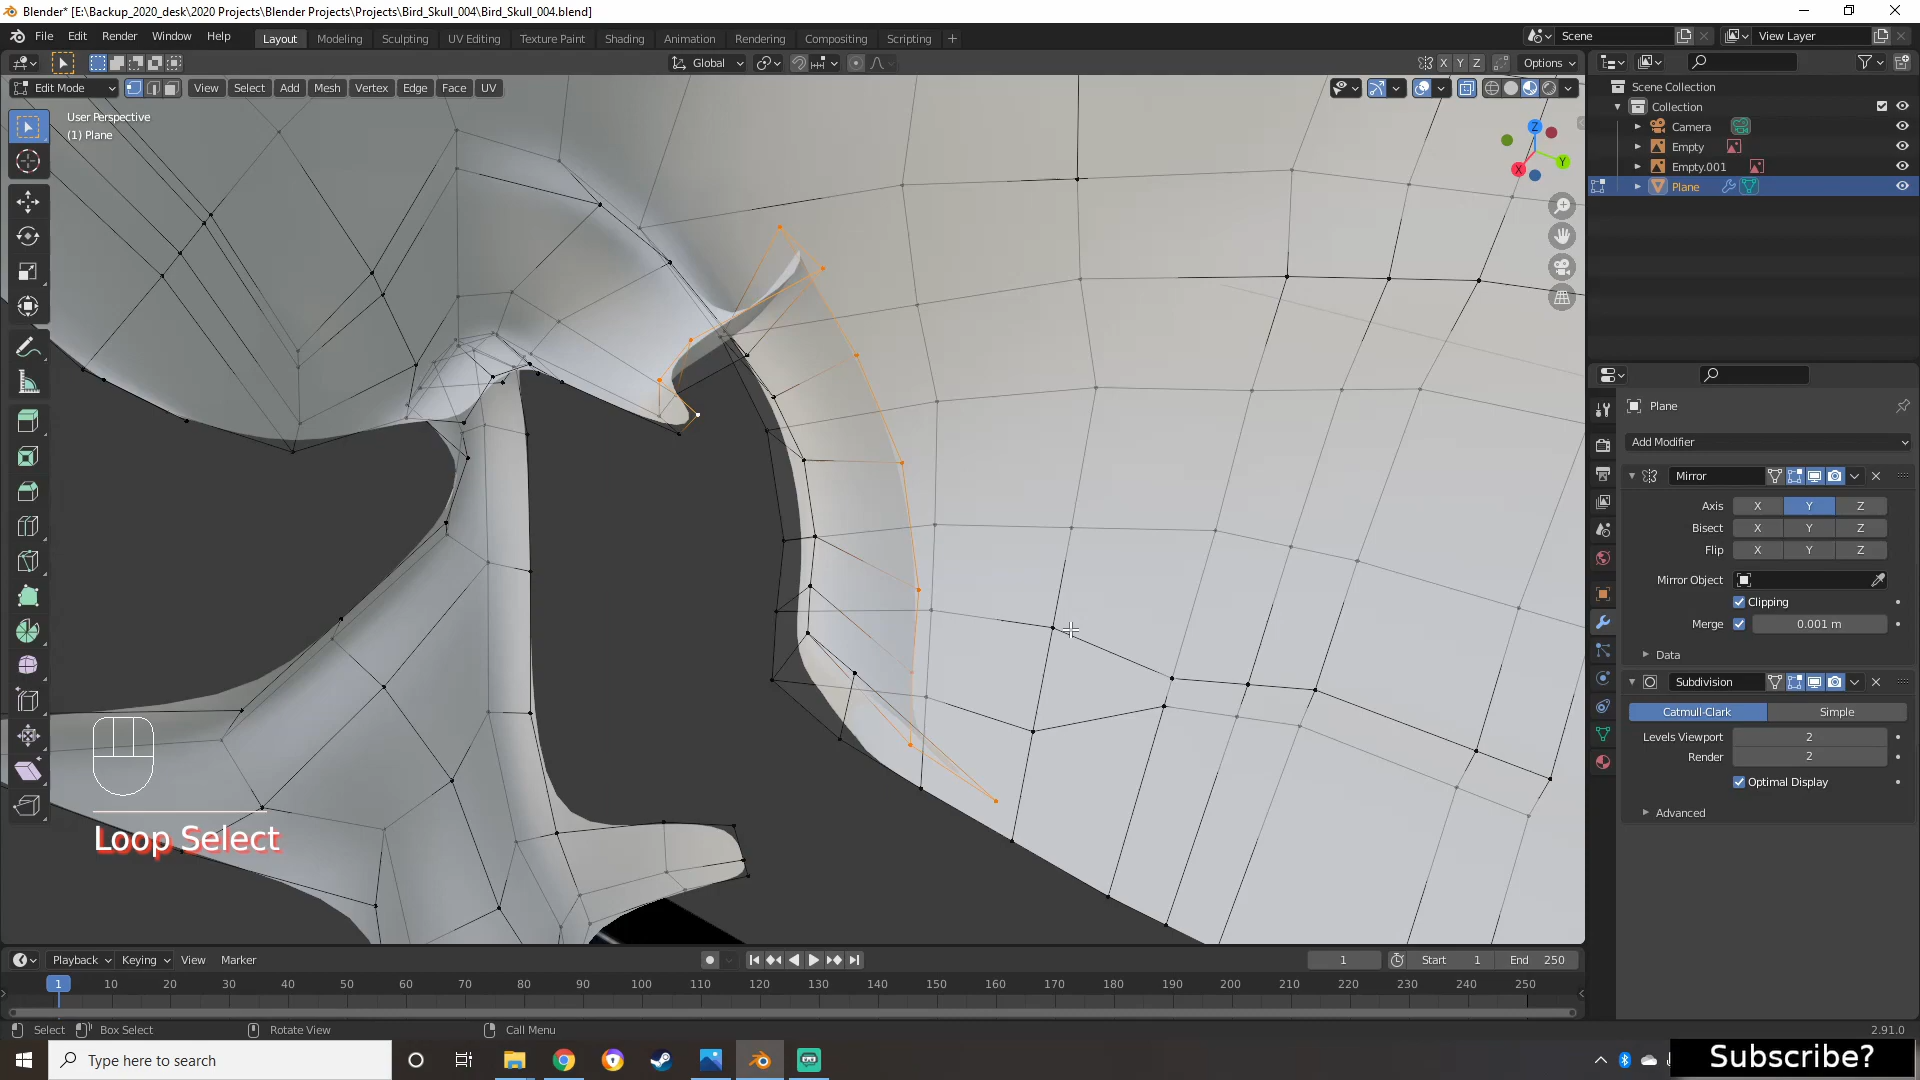 Blender* [E:\Backup_2020_desk\2020 Projects\Blender Projects\Projects\Bird_Skull_004\Bird_Skull_004.blend]
File Edit Render Window Help Layout Modeling Sculpting UV Editing Texture Paint Shading Animation Rendering Compositing Scripting + Scene View Layer
Global X Y Z Options
Edit Mode View Select Add Mesh Vertex Edge Face UV
User Perspective
(1) Plane
Z
Y
X
Scene Collection
Collection
Camera
Empty
Empty.001
Plane
Plane
Add Modifier
Mirror
Axis X Y Z
Bisect X Y Z
Flip X Y Z
Mirror Object
Clipping
Merge 0.001 m
Data
Subdivision
Catmull-Clark Simple
Levels Viewport 2
Render 2
Optimal Display
Advanced
Loop Select
Playback Keying View Marker 1 Start 1 End 250
1 10 20 30 40 50 60 70 80 90 100 110 120 130 140 150 160 170 180 190 200 210 220 230 240 250
Select Box Select Rotate View Call Menu 2.91.0
Type here to search
Subscribe?